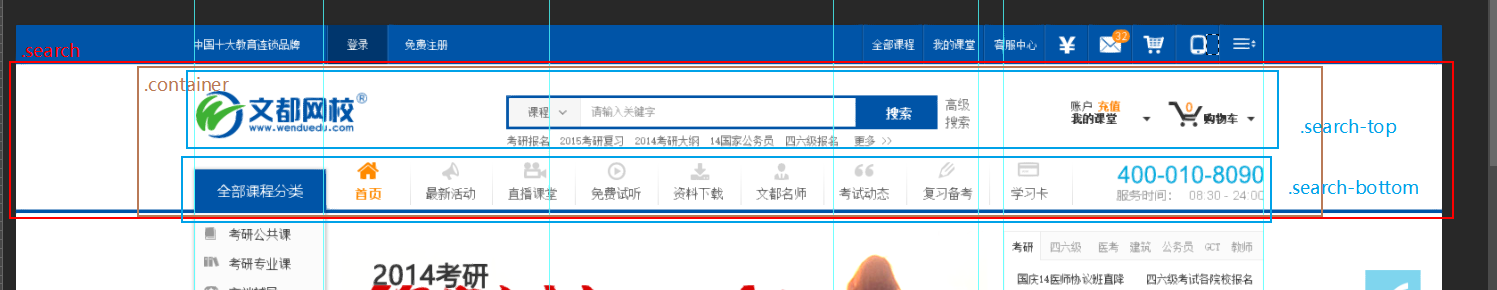 中国十大教育连锁品牌 登录 免费注册 全部课程 我的课堂 客服中心 ¥ 32
.search
.container
文都网校®
www.wenduedu.com
课程 请输入关键字 搜索
高级
搜索
账户 充值
我的课堂
0
购物车
.search-top
考研报名 2015考研复习 2014考研大纲 14国家公务员 四六级报名 更多 >>
全部课程分类 首页 最新活动 直播课堂 免费试听 资料下载 文都名师 考试动态 复习备考 学习卡
400-010-8090
服务时间: 08:30 - 24:00
.search-bottom
考研公共课
考研专业课
2014考研
考研 四六级 医考 建筑 公务员 GCT 教师
国庆14医师协议班直降 四六级考试各院校报名